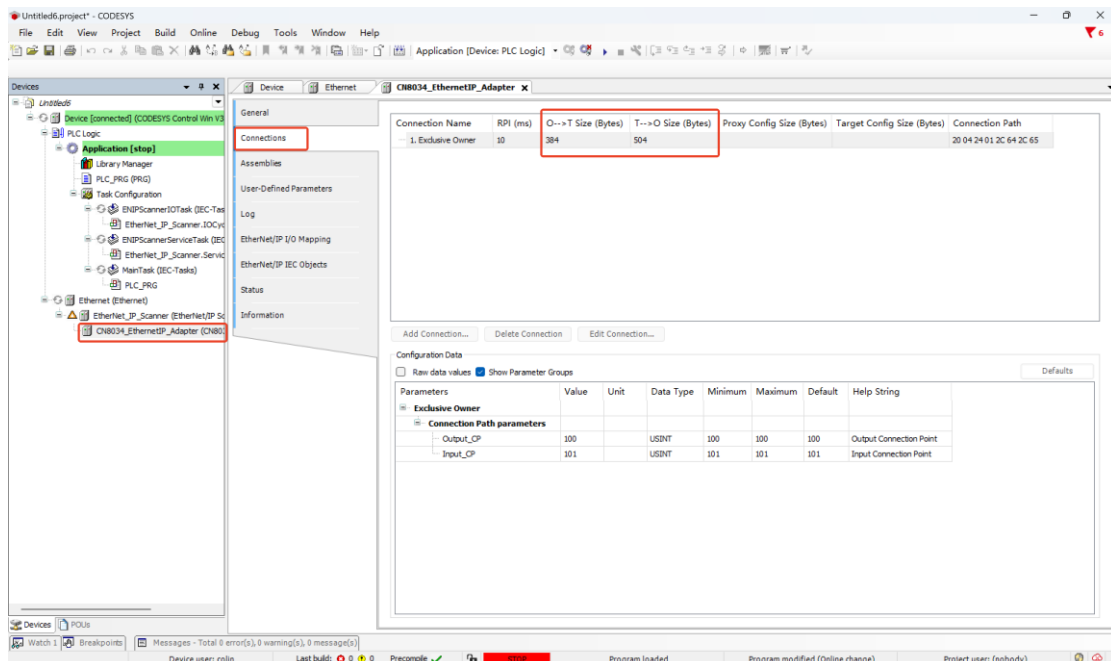 Untitled6.project* - CODESYS
File Edit View Project Build Online Debug Tools Window Help
Application [Device: PLC Logic]
6
Devices
Device
Ethernet
CN8034_EthernetIP_Adapter
Untitled6
Device [connected] (CODESYS Control Win V3
PLC Logic
Application [stop]
Library Manager
PLC_PRG (PRG)
Task Configuration
ENIPScannerIOTask (IEC-Tas
EtherNet_IP_Scanner.IOCyc
ENIPScannerServiceTask (IEC
EtherNet_IP_Scanner.Servic
MainTask (IEC-Tasks)
PLC_PRG
Ethernet (Ethernet)
EtherNet_IP_Scanner (EtherNet/IP Sc
CN8034_EthernetIP_Adapter (CN803
General
Connections
Assemblies
User-Defined Parameters
Log
EtherNet/IP I/O Mapping
EtherNet/IP IEC Objects
Status
Information
Connection Name RPI (ms) O-->T Size (Bytes) T-->O Size (Bytes) Proxy Config Size (Bytes) Target Config Size (Bytes) Connection Path
1. Exclusive Owner 10 384 504 20 04 24 01 2C 64 2C 65
Add Connection... Delete Connection Edit Connection...
Configuration Data
Raw data values Show Parameter Groups Defaults
Parameters Value Unit Data Type Minimum Maximum Default Help String
Exclusive Owner
Connection Path parameters
Output_CP 100 USINT 100 100 100 Output Connection Point
Input_CP 101 USINT 101 101 101 Input Connection Point
Devices POUs
Watch 1 Breakpoints Messages - Total 0 error(s), 0 warning(s), 0 message(s)
Device user: colin Last build: 0 0 Precompile STOP Program loaded Program modified (Online change) Project user: (nobody)